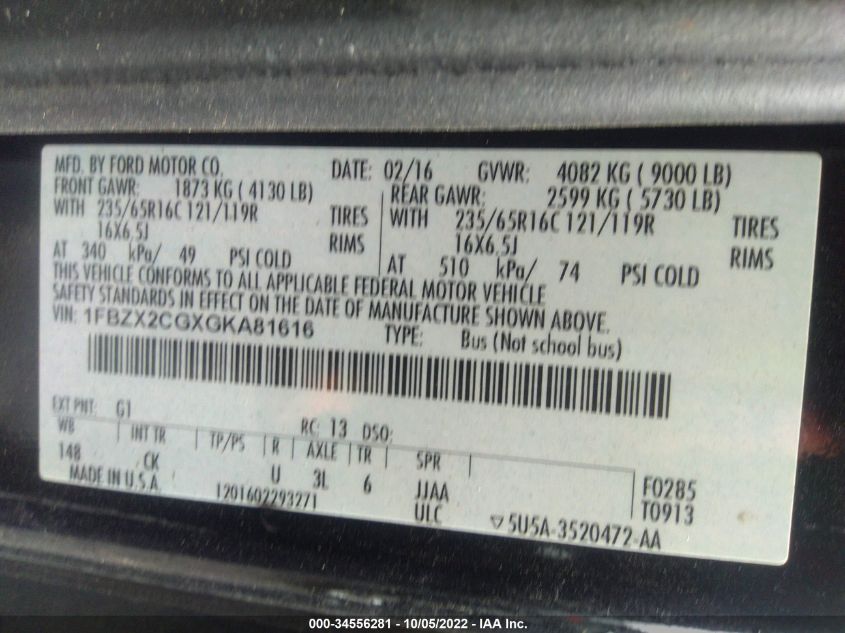 MFD. BY FORD MOTOR CO. DATE: 02/16 GVWR: 4082 KG ( 9000 LB)
FRONT GAWR: 1873 KG ( 4130 LB) REAR GAWR: 2599 KG ( 5730 LB)
WITH 235/65R16C 121/119R TIRES WITH 235/65R16C 121/119R TIRES
16X6.5J RIMS 16X6.5J RIMS
AT 340 kPa/ 49 PSI COLD AT 510 kPa/ 74 PSI COLD
THIS VEHICLE CONFORMS TO ALL APPLICABLE FEDERAL MOTOR VEHICLE
SAFETY STANDARDS IN EFFECT ON THE DATE OF MANUFACTURE SHOWN ABOVE.
VIN: 1FBZX2CGXGKA81616 TYPE: Bus (Not school bus)
EXT PNT: G1 RC: 13 DSO:
WB INT TR TP/PS R AXLE TR SPR
148 CK U 3L 6 JJAA F0285
MADE IN U.S.A. 1201602293271 ULC T0913
▽5U5A-3520472-AA
000-34556281 - 10/05/2022 - IAA Inc.